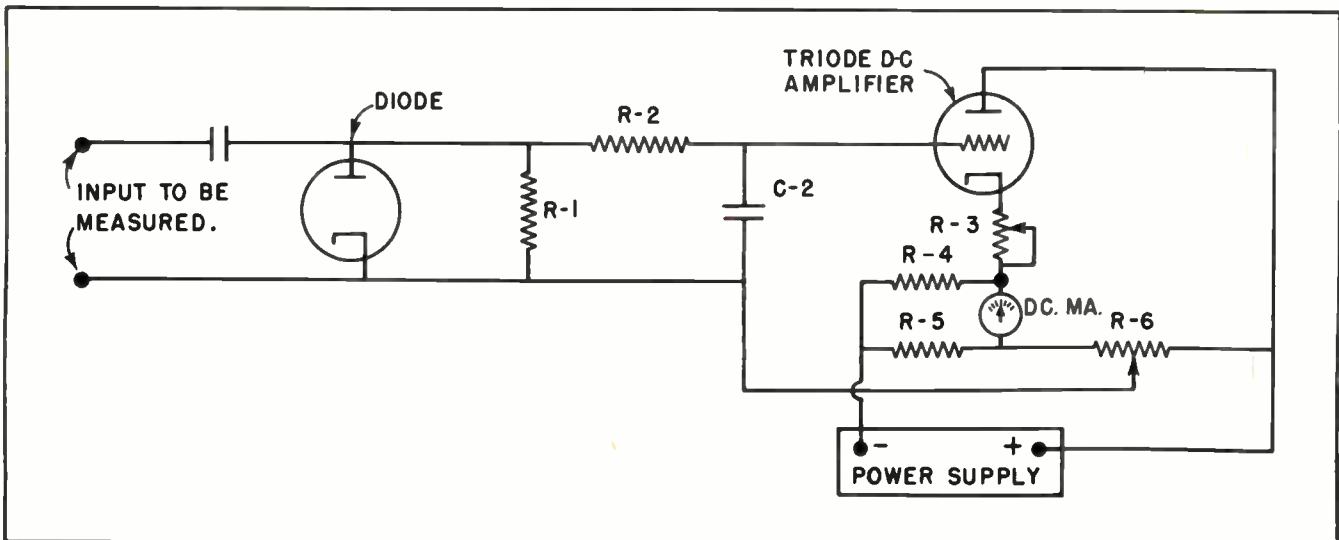 TRIODE D-C
AMPLIFIER
DIODE
R-2
INPUT TO BE
MEASURED.
R-1
C-2
R-3
R-4
DC. MA.
R-5
R-6
- +
POWER SUPPLY